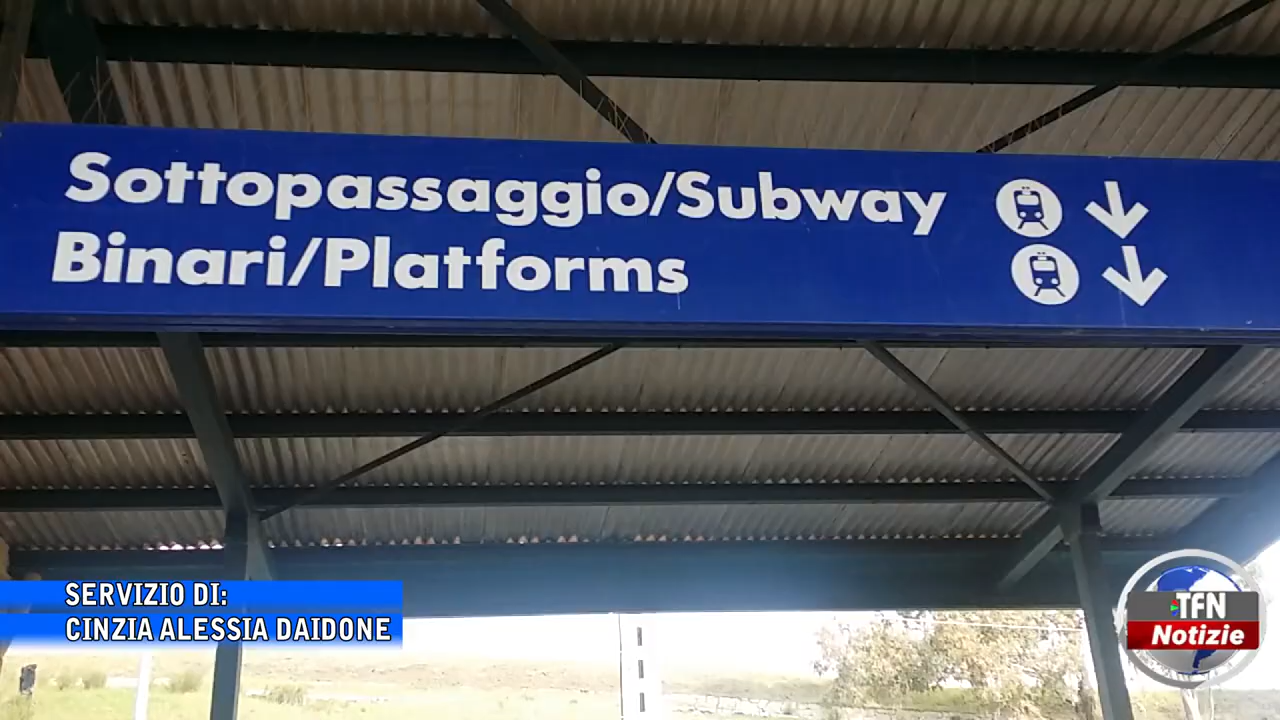 Sottopassaggio/Subway
Binari/Platforms
SERVIZIO DI:
CINZIA ALESSIA DAIDONE
TFN
Notizie